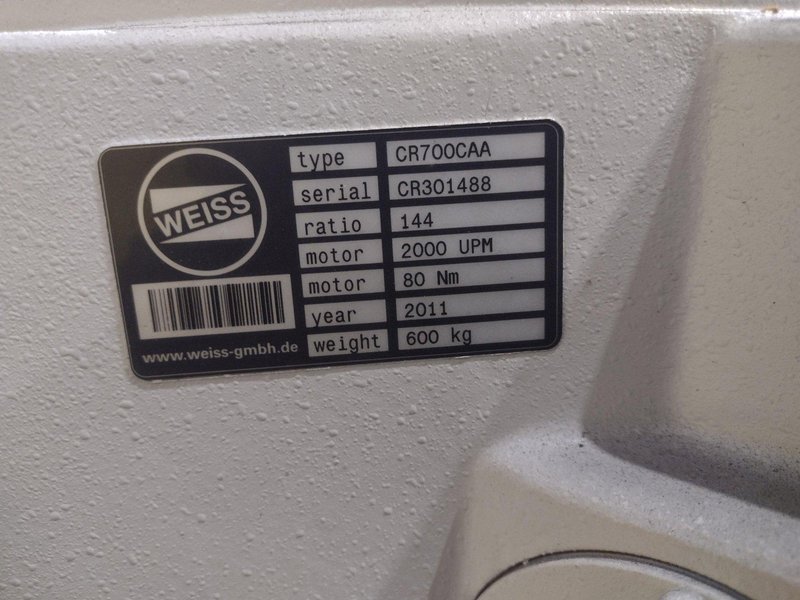 WEISS
www.weiss-gmbh.de
type CR700CAA
serial CR301488
ratio 144
motor 2000 UPM
motor 80 Nm
year 2011
weight 600 kg